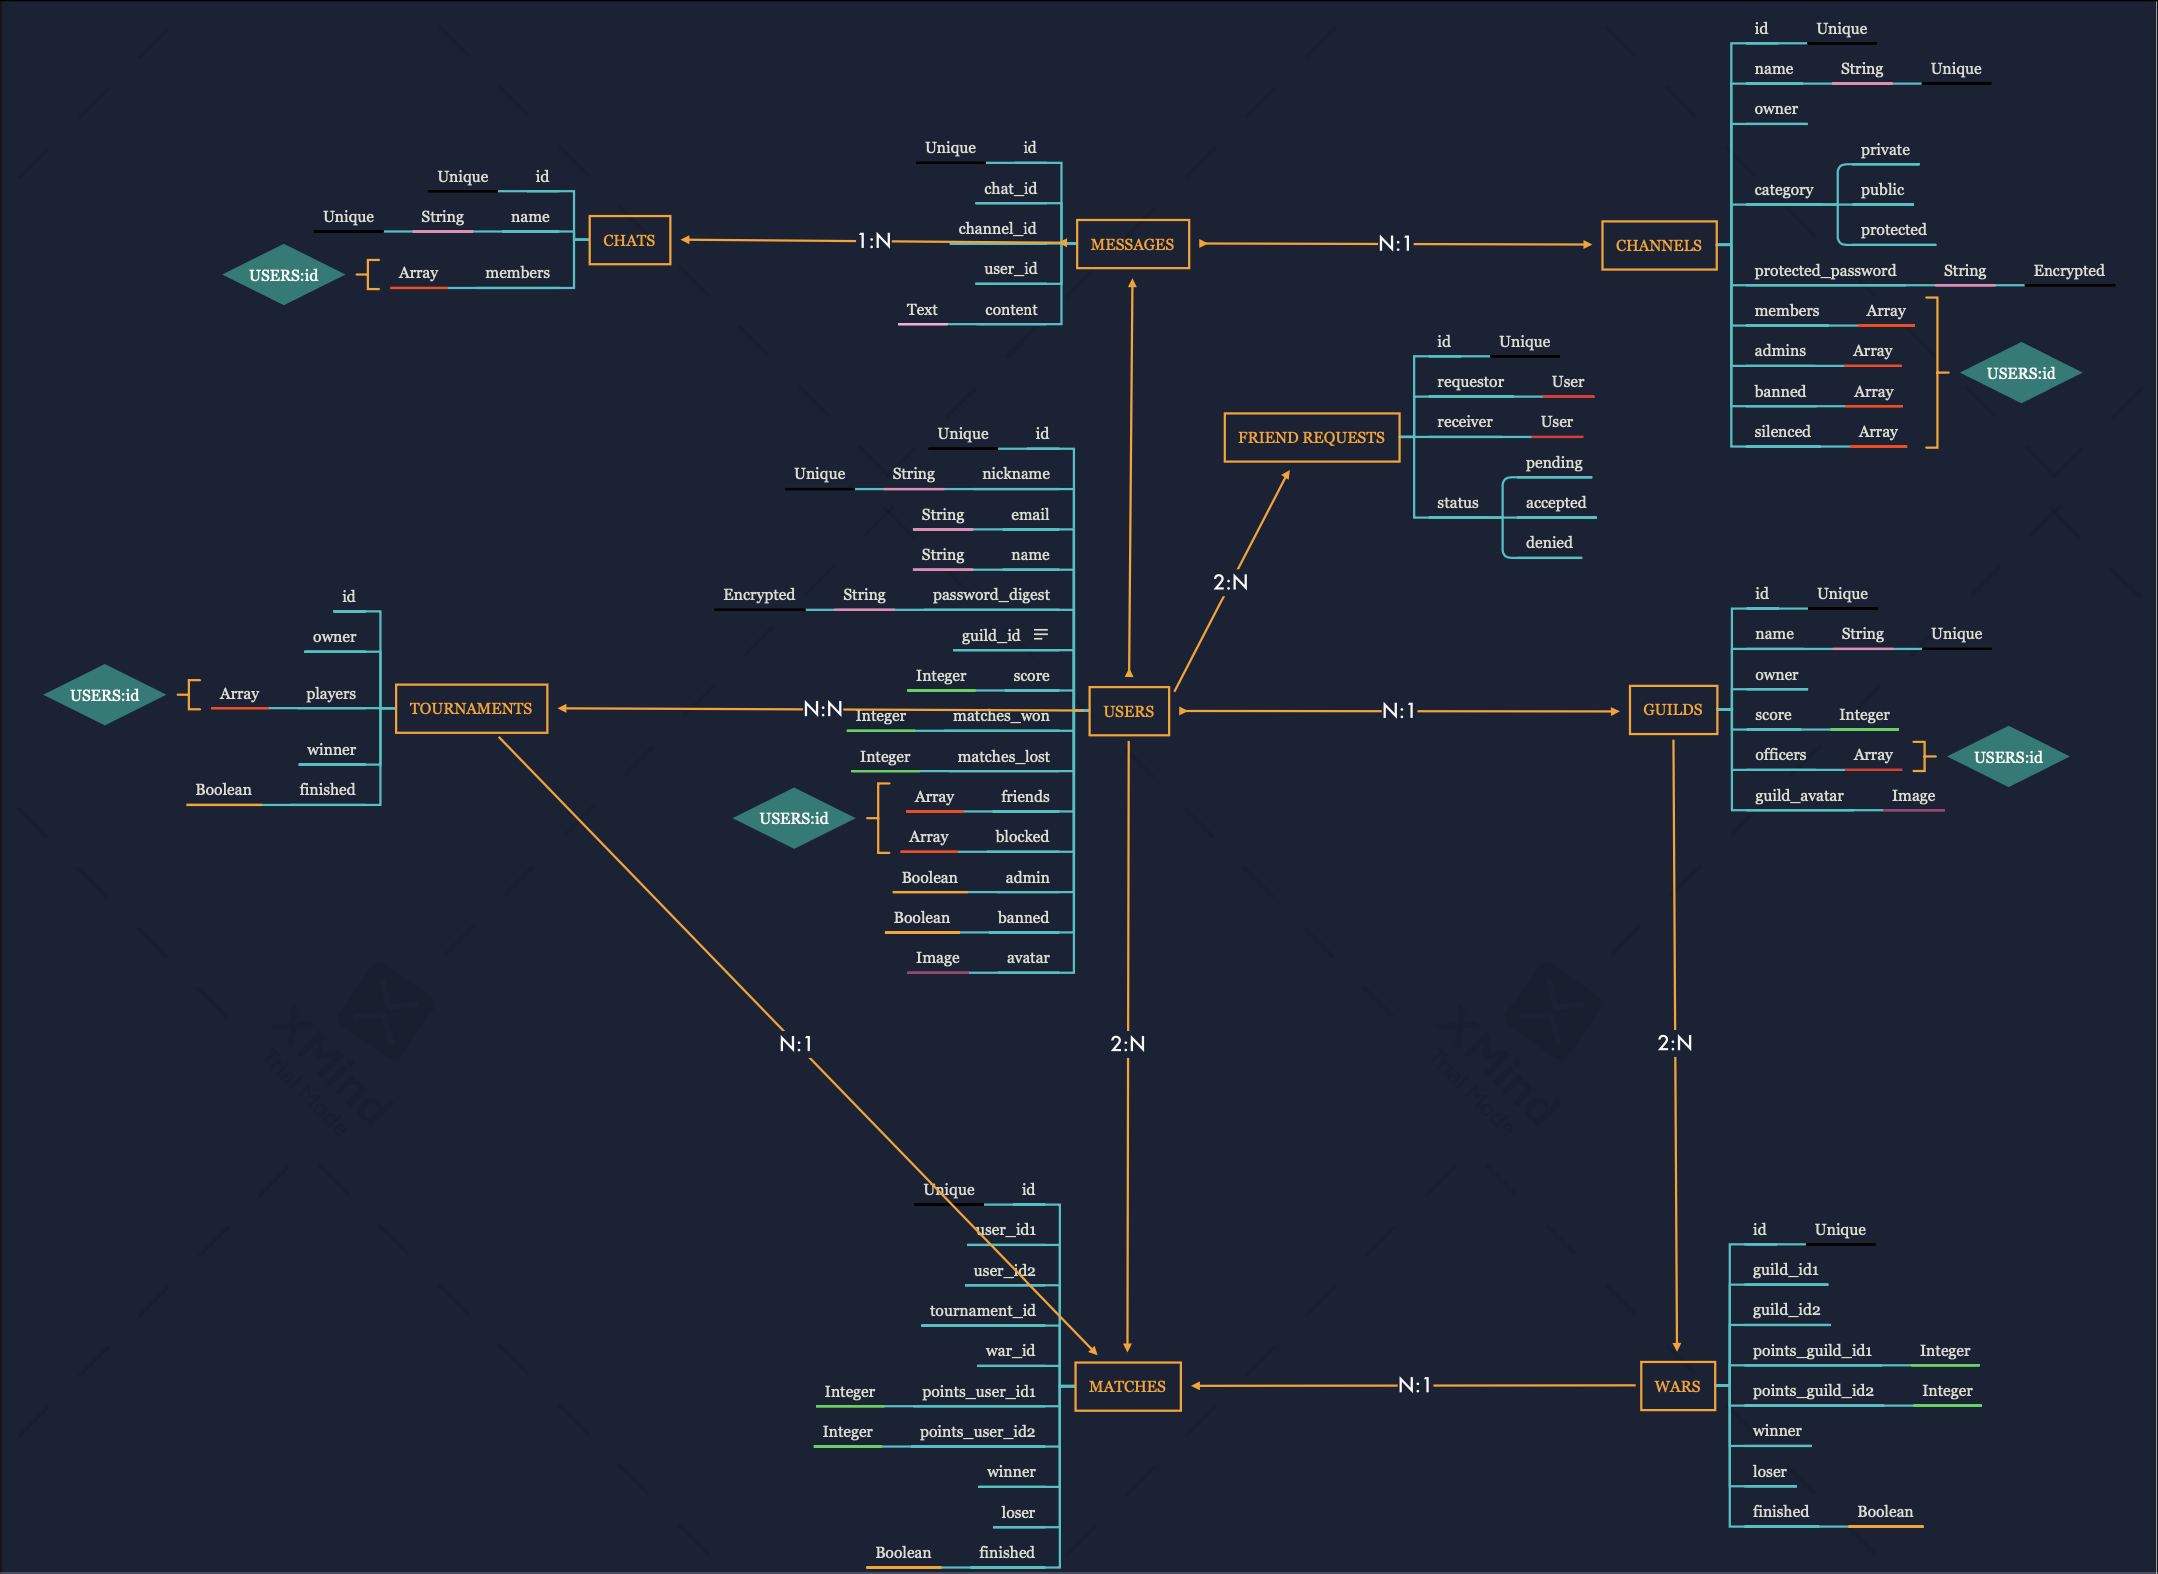 CHATS
Unique id
Unique String name
USERS:id Array members
1:N
MESSAGES
Unique id
chat_id
channel_id
user_id
Text content
N:1
CHANNELS
id Unique
name String Unique
owner
category
private
public
protected
protected_password String Encrypted
members Array
admins Array
banned Array
silenced Array
USERS:id
FRIEND REQUESTS
id Unique
requestor User
receiver User
status
pending
accepted
denied
2:N
USERS
Unique id
Unique String nickname
String email
String name
Encrypted String password_digest
guild_id
Integer score
Integer matches_won
Integer matches_lost
Array friends
Array blocked
USERS:id
Boolean admin
Boolean banned
Image avatar
N:N
TOURNAMENTS
id
owner
USERS:id Array players
winner
Boolean finished
N:1
GUILDS
id Unique
name String Unique
owner
score Integer
officers Array USERS:id
guild_avatar Image
N:1
2:N
2:N
MATCHES
Unique id
user_id1
user_id2
tournament_id
war_id
Integer points_user_id1
Integer points_user_id2
winner
loser
Boolean finished
N:1
WARS
id Unique
guild_id1
guild_id2
points_guild_id1 Integer
points_guild_id2 Integer
winner
loser
finished Boolean
XMind
Trial Mode
XMind
Trial Mode